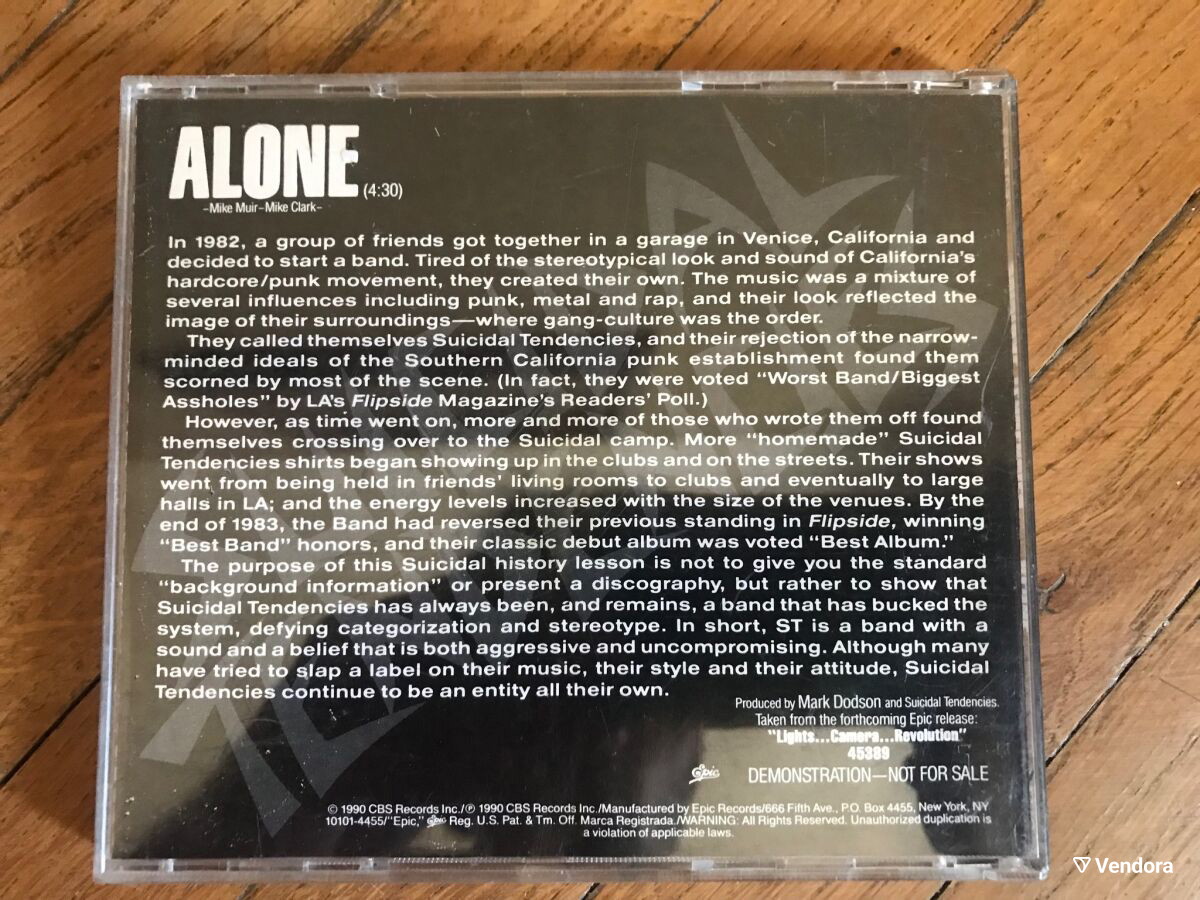 ALONE (4:30)
–Mike Muir–Mike Clark–
In 1982, a group of friends got together in a garage in Venice, California and
decided to start a band. Tired of the stereotypical look and sound of California's
hardcore/punk movement, they created their own. The music was a mixture of
several influences including punk, metal and rap, and their look reflected the
image of their surroundings—where gang-culture was the order.
They called themselves Suicidal Tendencies, and their rejection of the narrow-
minded ideals of the Southern California punk establishment found them
scorned by most of the scene. (In fact, they were voted "Worst Band/Biggest
Assholes" by LA's Flipside Magazine's Readers' Poll.)
However, as time went on, more and more of those who wrote them off found
themselves crossing over to the Suicidal camp. More "homemade" Suicidal
Tendencies shirts began showing up in the clubs and on the streets. Their shows
went from being held in friends' living rooms to clubs and eventually to large
halls in LA; and the energy levels increased with the size of the venues. By the
end of 1983, the Band had reversed their previous standing in Flipside, winning
"Best Band" honors, and their classic debut album was voted "Best Album."
The purpose of this Suicidal history lesson is not to give you the standard
"background information" or present a discography, but rather to show that
Suicidal Tendencies has always been, and remains, a band that has bucked the
system, defying categorization and stereotype. In short, ST is a band with a
sound and a belief that is both aggressive and uncompromising. Although many
have tried to slap a label on their music, their style and their attitude, Suicidal
Tendencies continue to be an entity all their own.
Produced by Mark Dodson and Suicidal Tendencies.
Taken from the forthcoming Epic release:
"Lights...Camera...Revolution"
45389
Epic DEMONSTRATION—NOT FOR SALE
© 1990 CBS Records Inc./℗ 1990 CBS Records Inc./Manufactured by Epic Records/666 Fifth Ave., P.O. Box 4455, New York, NY
10101-4455/"Epic," Epic Reg. U.S. Pat. & Tm. Off. Marca Registrada./WARNING: All Rights Reserved. Unauthorized duplication is
a violation of applicable laws.
Vendora